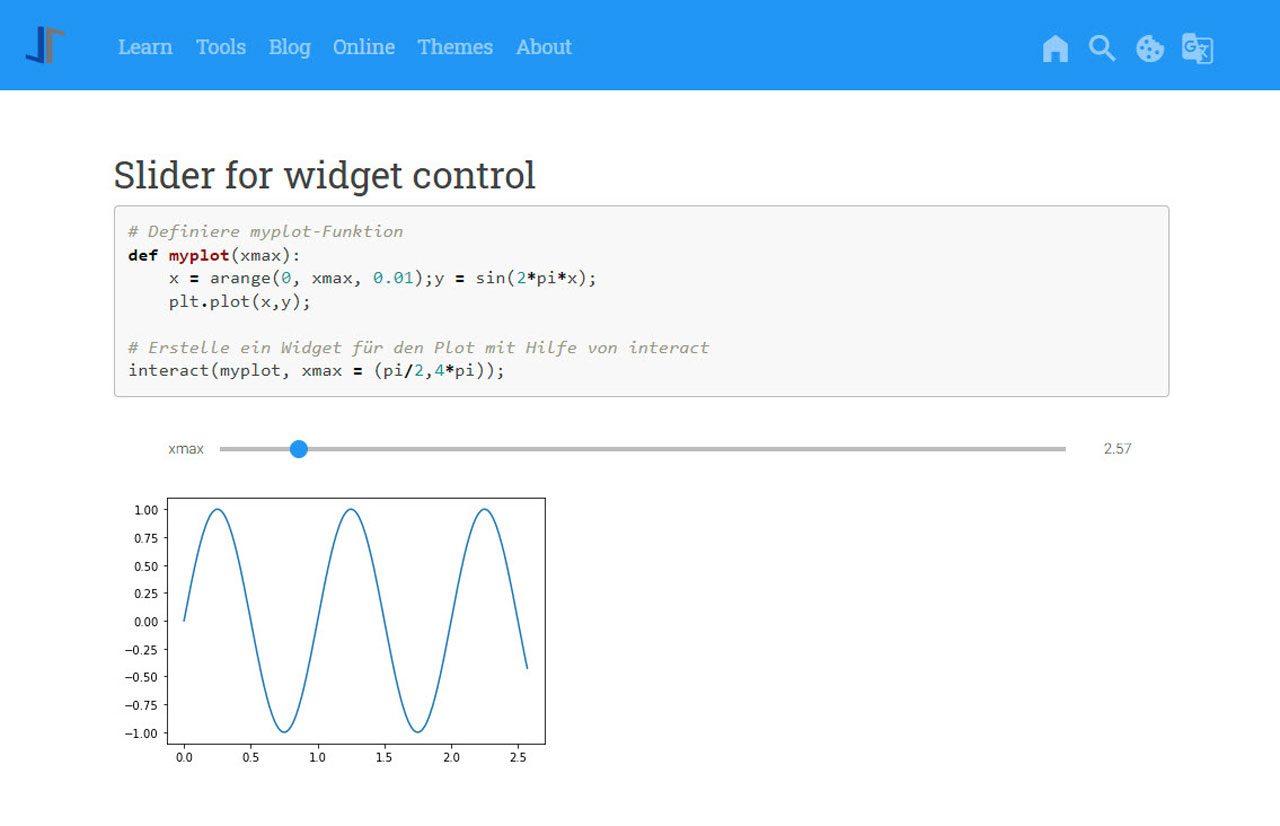 Learn Tools Blog Online Themes About
Slider for widget control
# Definiere myplot-Funktion
def myplot(xmax):
    x = arange(0, xmax, 0.01);y = sin(2*pi*x);
    plt.plot(x,y);
# Erstelle ein Widget für den Plot mit Hilfe von interact
interact(myplot, xmax = (pi/2,4*pi));
xmax 2.57
1.00
0.75
0.50
0.25
0.00
−0.25
−0.50
−0.75
−1.00
0.0 0.5 1.0 1.5 2.0 2.5